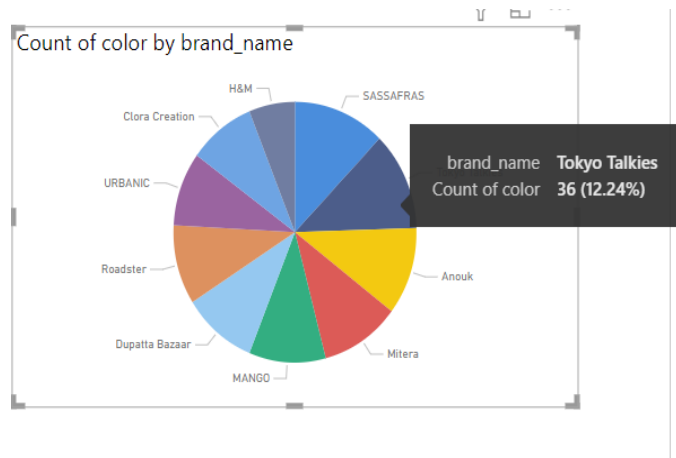 Count of color by brand_name
H&M
SASSAFRAS
Clora Creation
brand_name Tokyo Talkies
Count of color 36 (12.24%)
URBANIC
Roadster
Anouk
Dupatta Bazaar
Mitera
MANGO